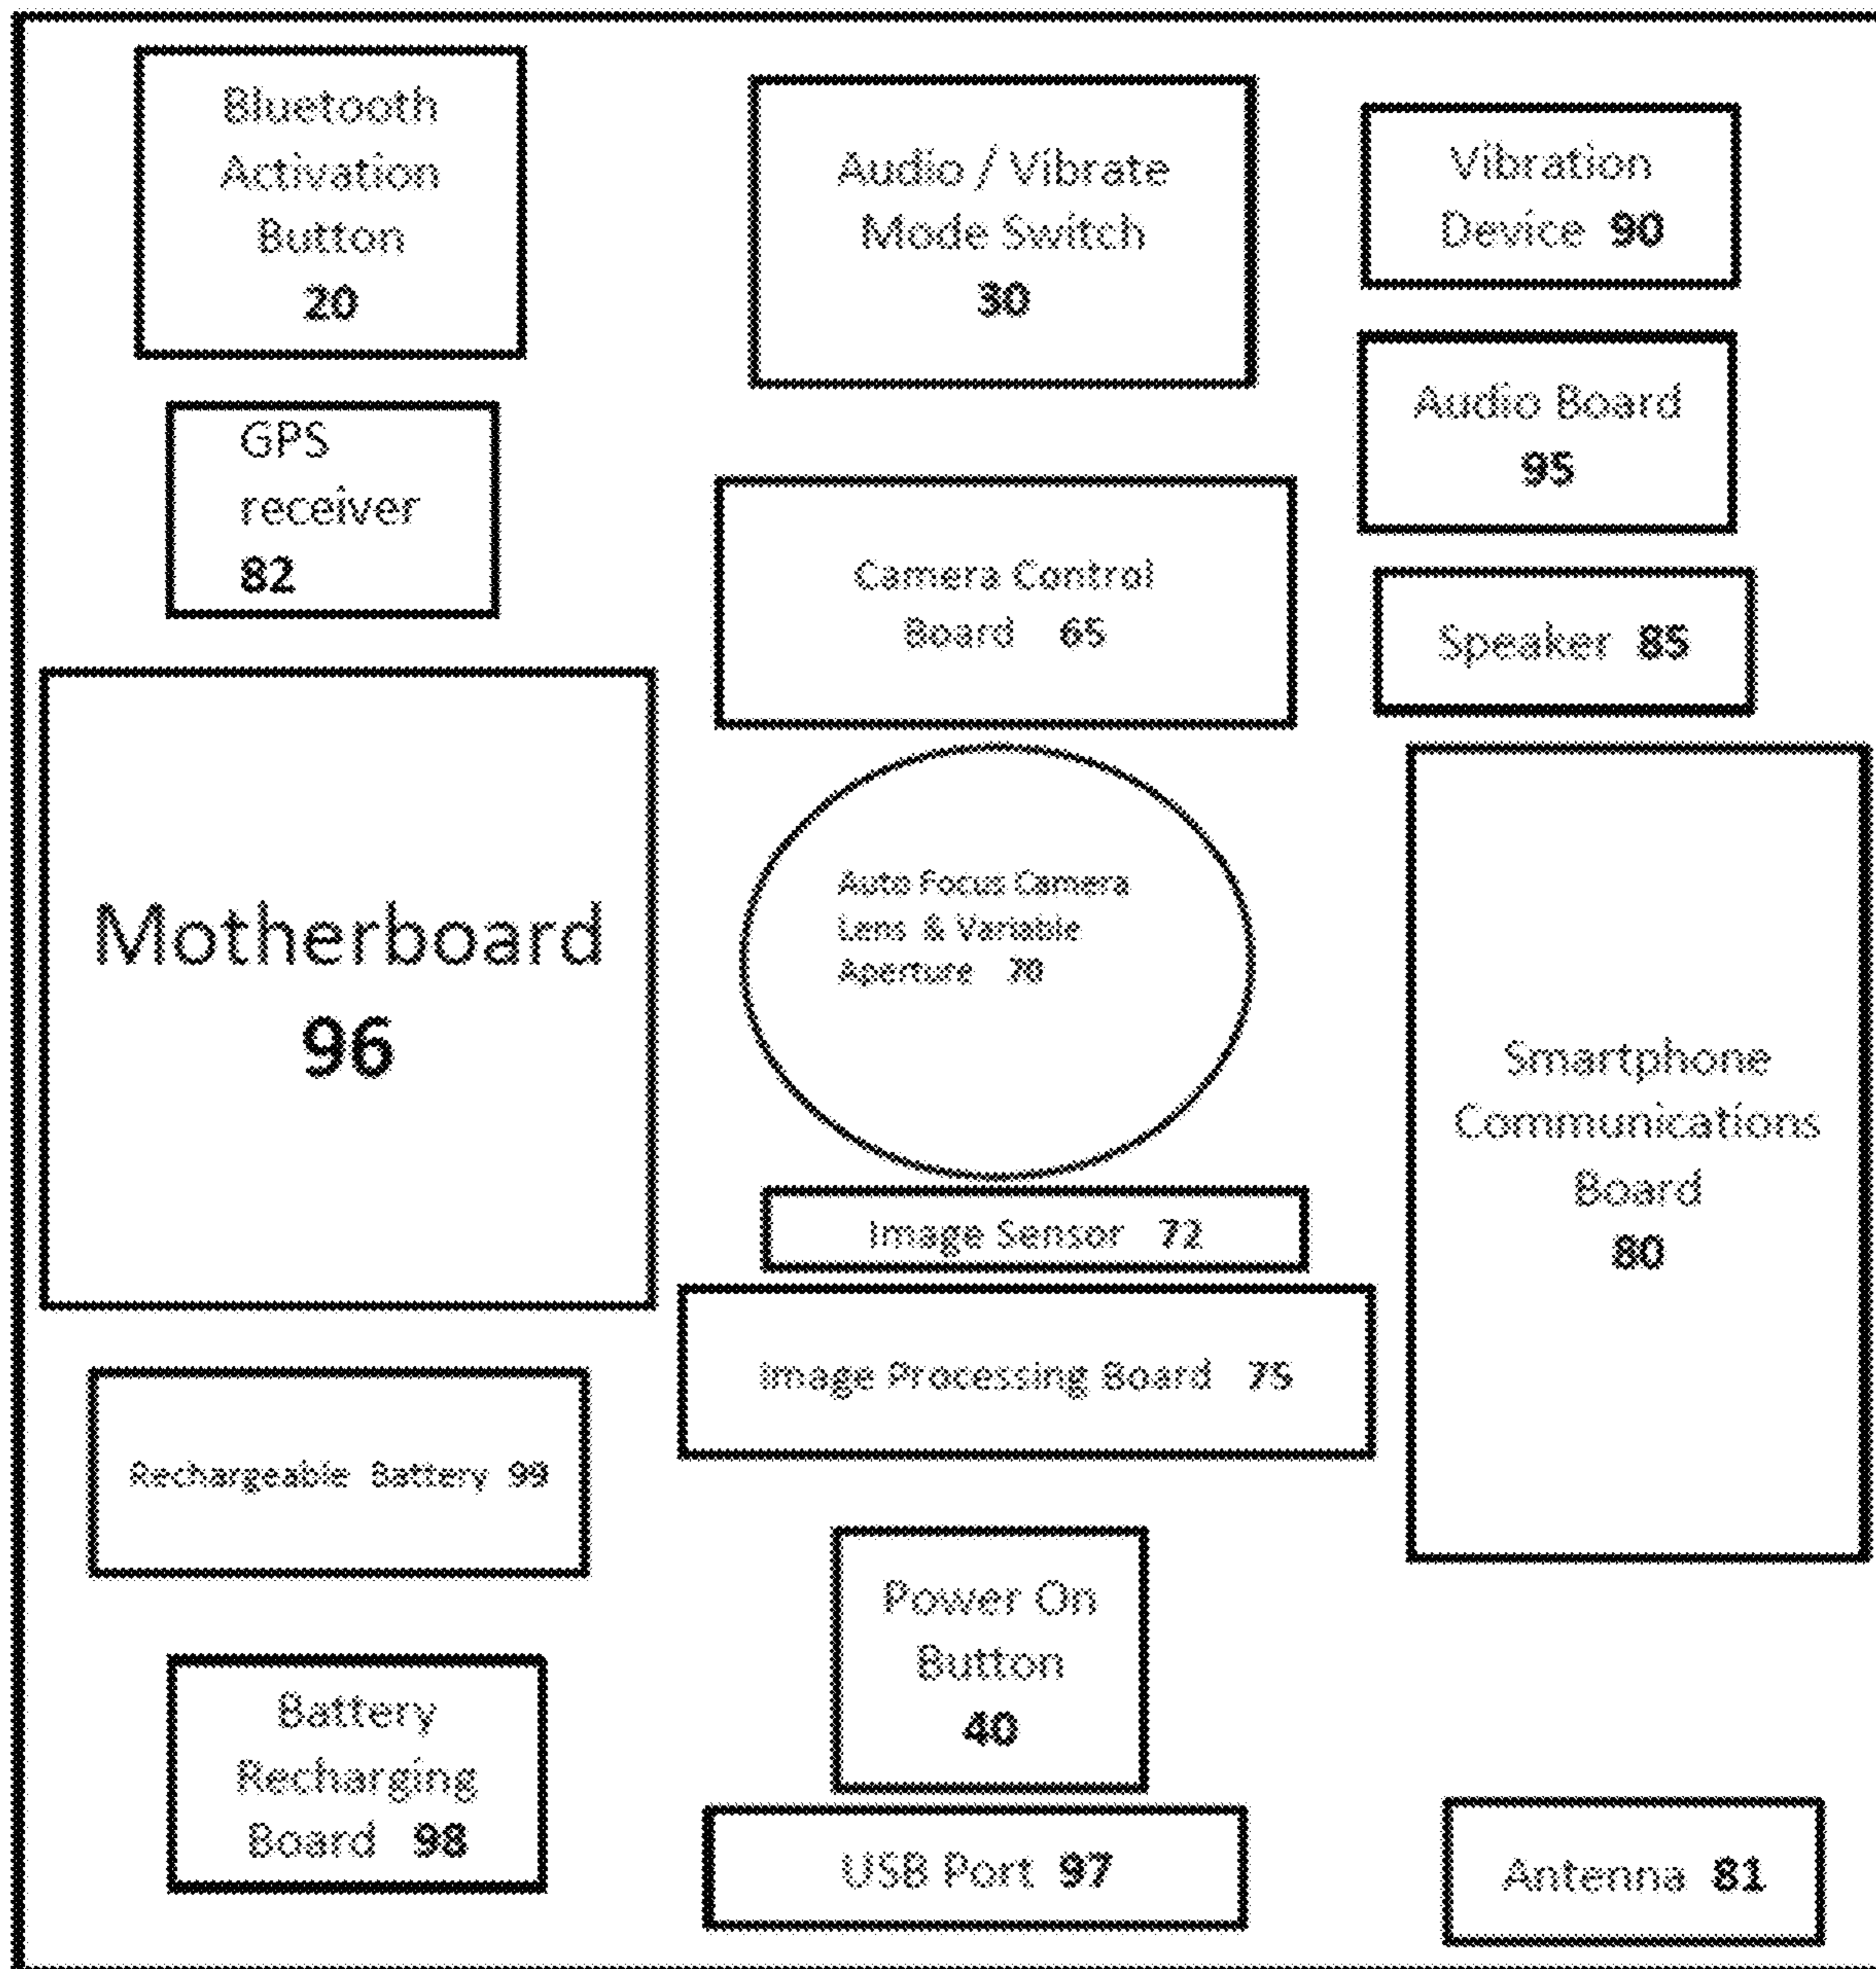 Bluetooth
Activation
Button
20
Audio / Vibrate
Mode Switch
30
Vibration
Device 90
GPS
receiver
82
Audio Board
95
Camera Control
Board 65
Speaker 85
Motherboard
96
Auto Focus Camera
Lens & Variable
Aperture 70
Smartphone
Communications
Board
80
Image Sensor 72
Image Processing Board 75
Rechargeable Battery 99
Power On
Button
40
Battery
Recharging
Board 98
USB Port 97
Antenna 81